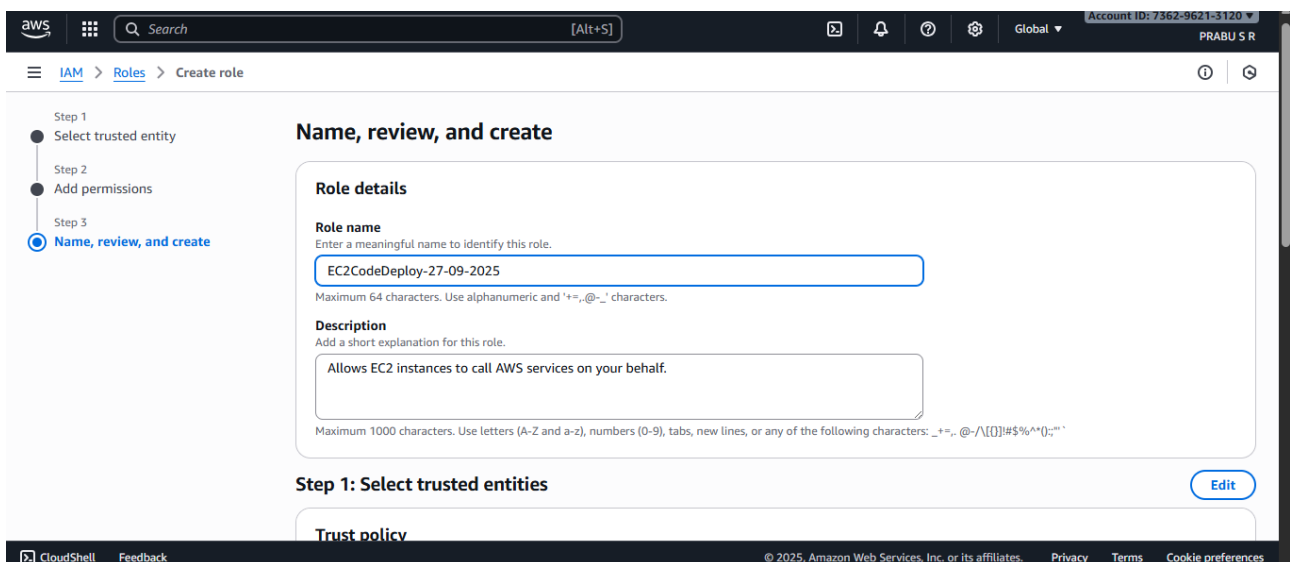 aws
Search [Alt+S] Global ▼ Account ID: 7362-9621-3120 ▼
PRABU S R
IAM > Roles > Create role
Step 1
Select trusted entity
Step 2
Add permissions
Step 3
Name, review, and create
Name, review, and create
Role details
Role name
Enter a meaningful name to identify this role.
EC2CodeDeploy-27-09-2025
Maximum 64 characters. Use alphanumeric and '+=,.@-_' characters.
Description
Add a short explanation for this role.
Allows EC2 instances to call AWS services on your behalf.
Maximum 1000 characters. Use letters (A-Z and a-z), numbers (0-9), tabs, new lines, or any of the following characters: _+=,. @-/\[{}]!#$%^*();:"'`
Step 1: Select trusted entities
Edit
Trust policy
CloudShell Feedback © 2025, Amazon Web Services, Inc. or its affiliates. Privacy Terms Cookie preferences